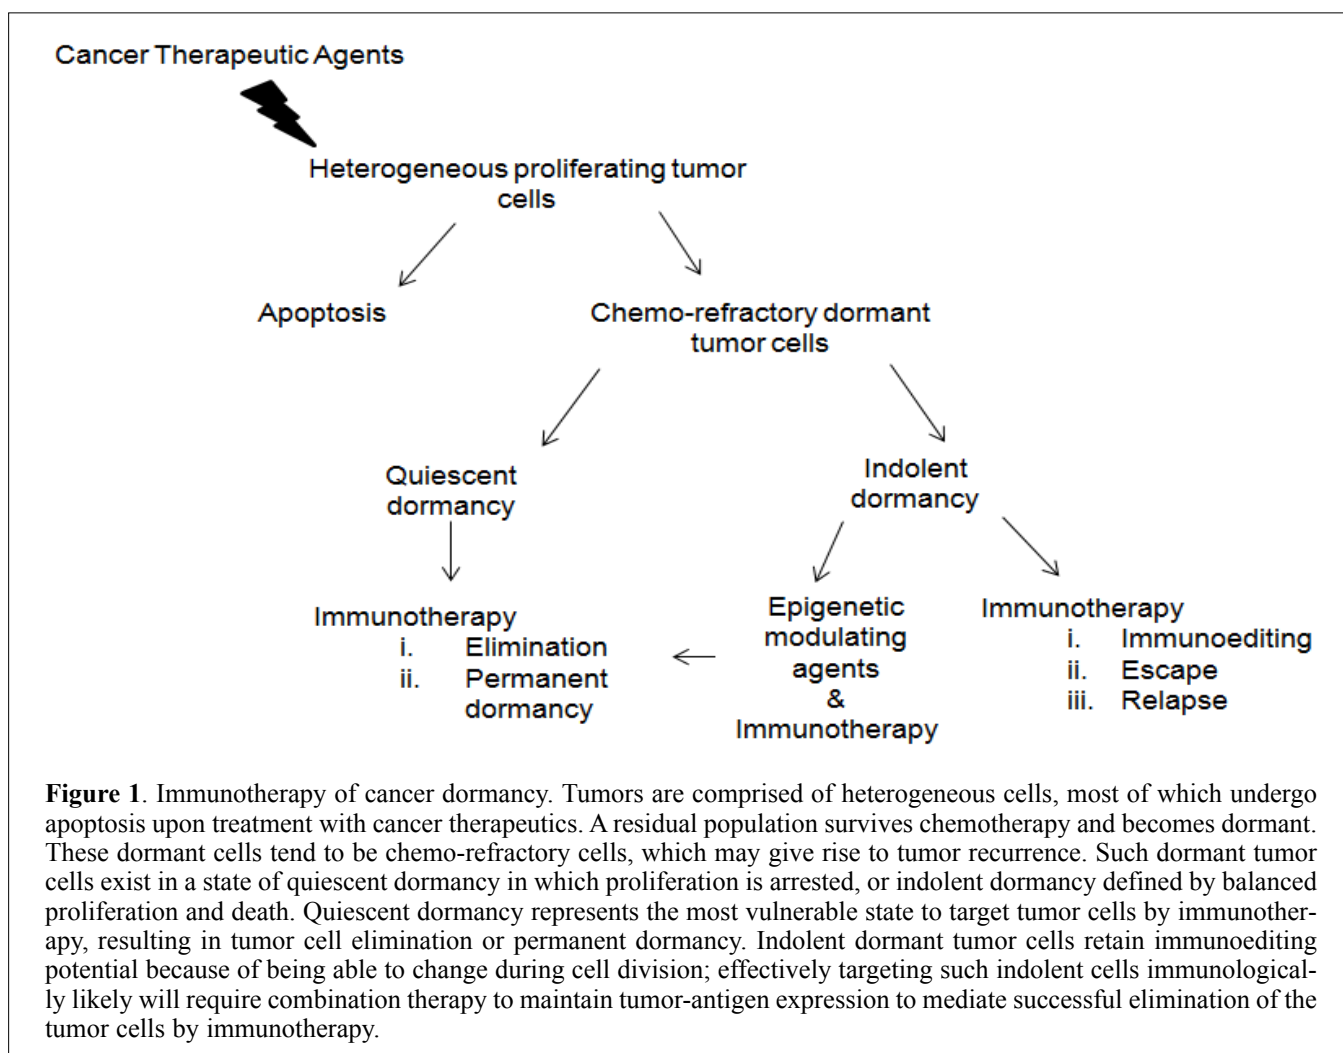 Cancer Therapeutic Agents
Heterogeneous proliferating tumor
cells
Apoptosis
Chemo-refractory dormant
tumor cells
Quiescent
dormancy
Indolent
dormancy
Immunotherapy
i. Elimination
ii. Permanent
dormancy
Epigenetic
modulating
agents
&
Immunotherapy
Immunotherapy
i. Immunoediting
ii. Escape
iii. Relapse
Figure 1. Immunotherapy of cancer dormancy. Tumors are comprised of heterogeneous cells, most of which undergo
apoptosis upon treatment with cancer therapeutics. A residual population survives chemotherapy and becomes dormant.
These dormant cells tend to be chemo-refractory cells, which may give rise to tumor recurrence. Such dormant tumor
cells exist in a state of quiescent dormancy in which proliferation is arrested, or indolent dormancy defined by balanced
proliferation and death. Quiescent dormancy represents the most vulnerable state to target tumor cells by immunother-
apy, resulting in tumor cell elimination or permanent dormancy. Indolent dormant tumor cells retain immunoediting
potential because of being able to change during cell division; effectively targeting such indolent cells immunological-
ly likely will require combination therapy to maintain tumor-antigen expression to mediate successful elimination of the
tumor cells by immunotherapy.